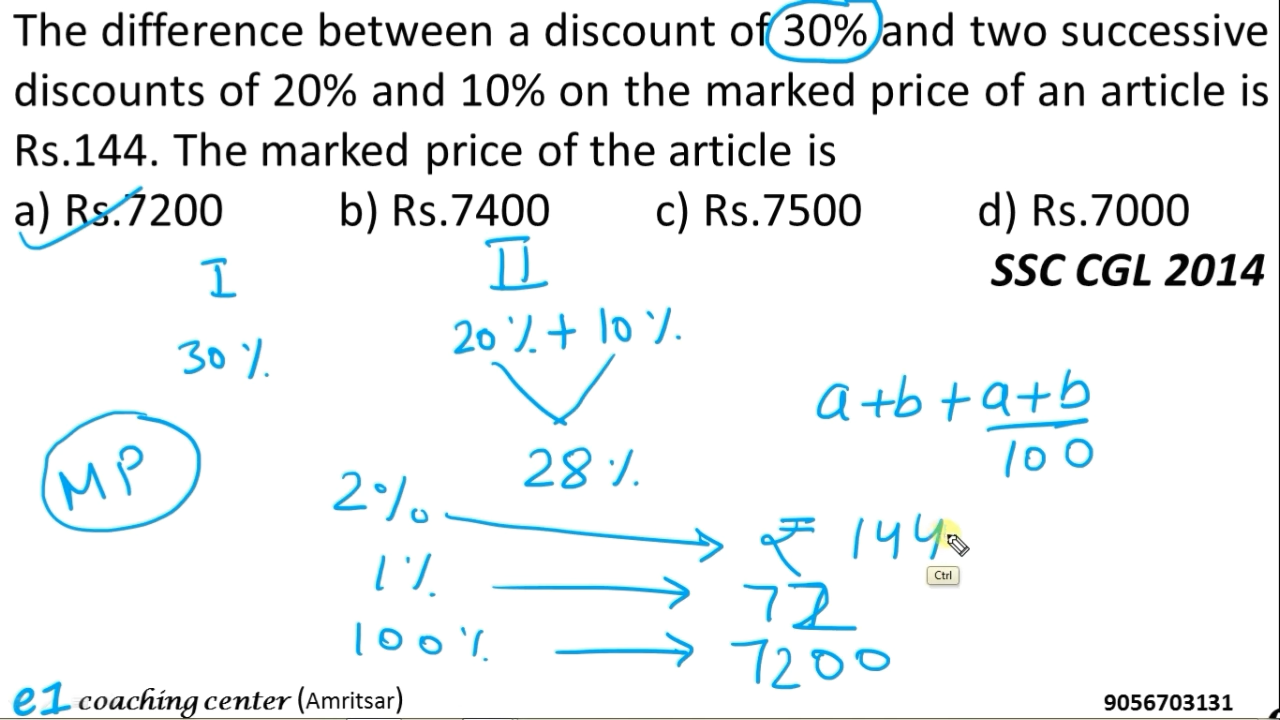 The difference between a discount of 30% and two successive
discounts of 20% and 10% on the marked price of an article is
Rs.144. The marked price of the article is
a) Rs.7200 b) Rs.7400 c) Rs.7500 d) Rs.7000
SSC CGL 2014
I II
30% 20% + 10%
a+b+a+b
100
MP
28%
2% ₹ 144
Ctrl
1% 72
100% 7200
e1 coaching center (Amritsar) 9056703131